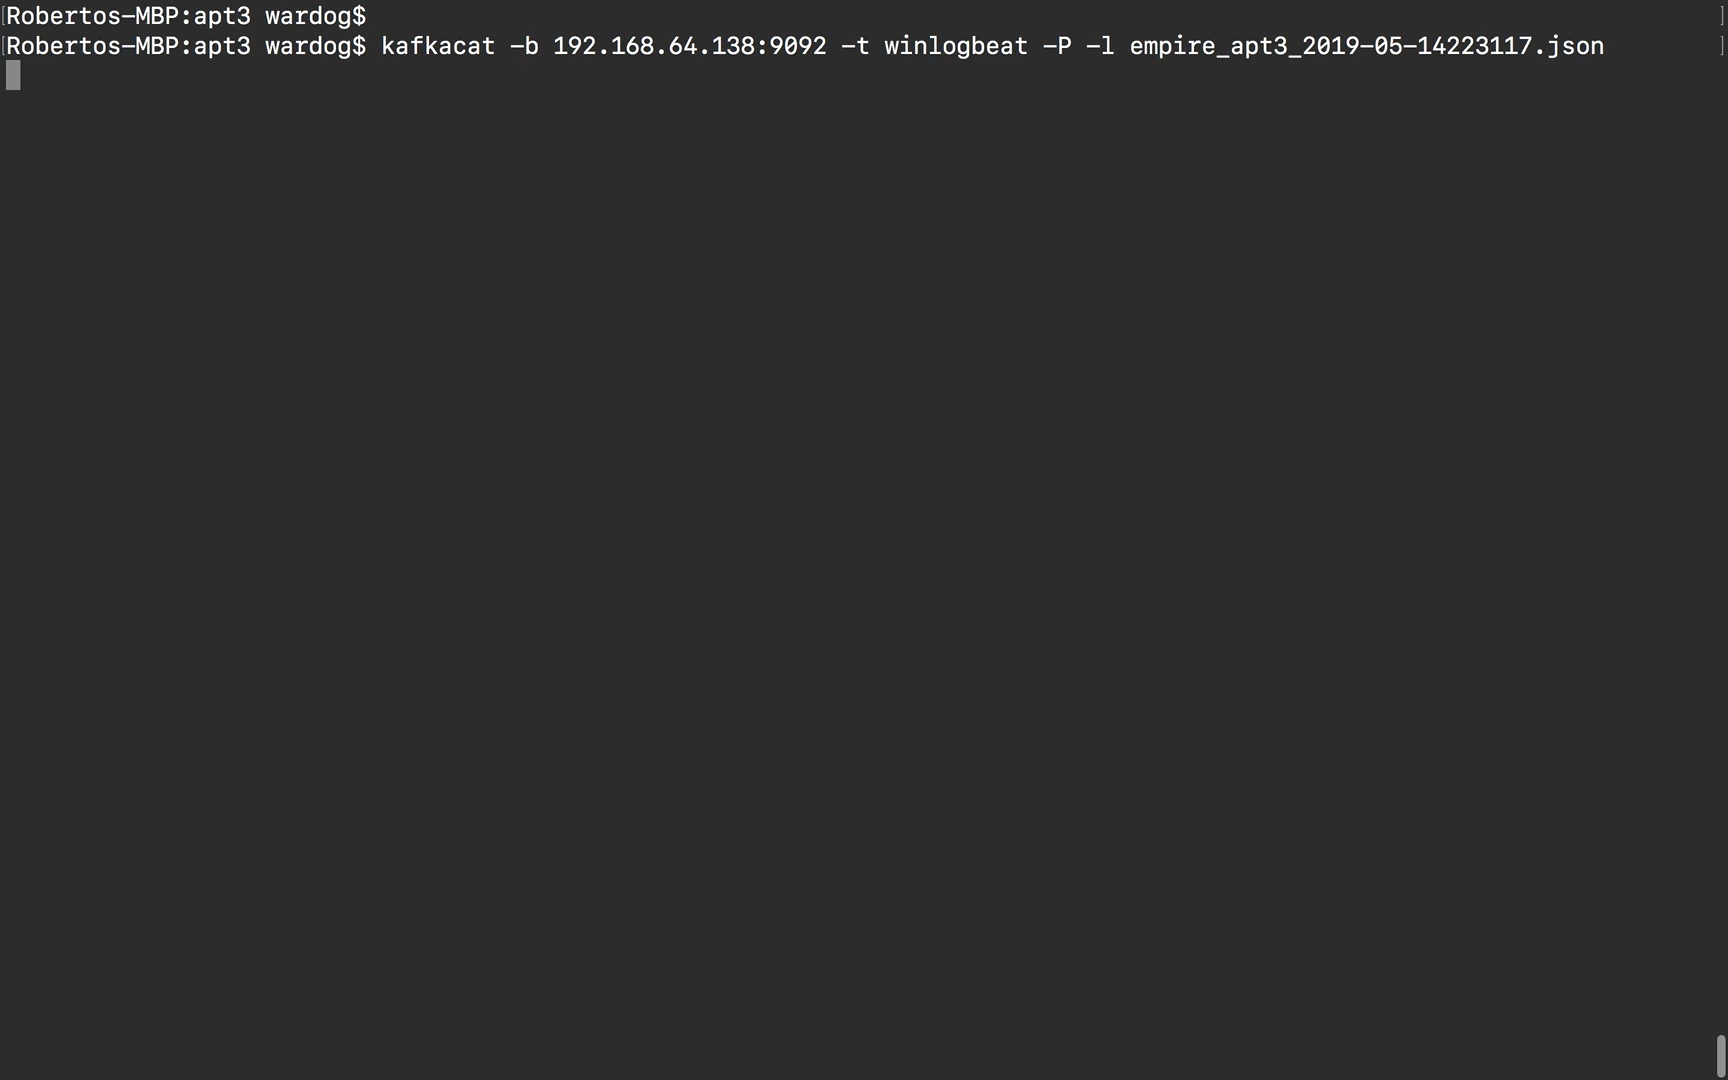 [Robertos-MBP:apt3 wardog$ ]
[Robertos-MBP:apt3 wardog$ kafkacat -b 192.168.64.138:9092 -t winlogbeat -P -l empire_apt3_2019-05-14223117.json ]